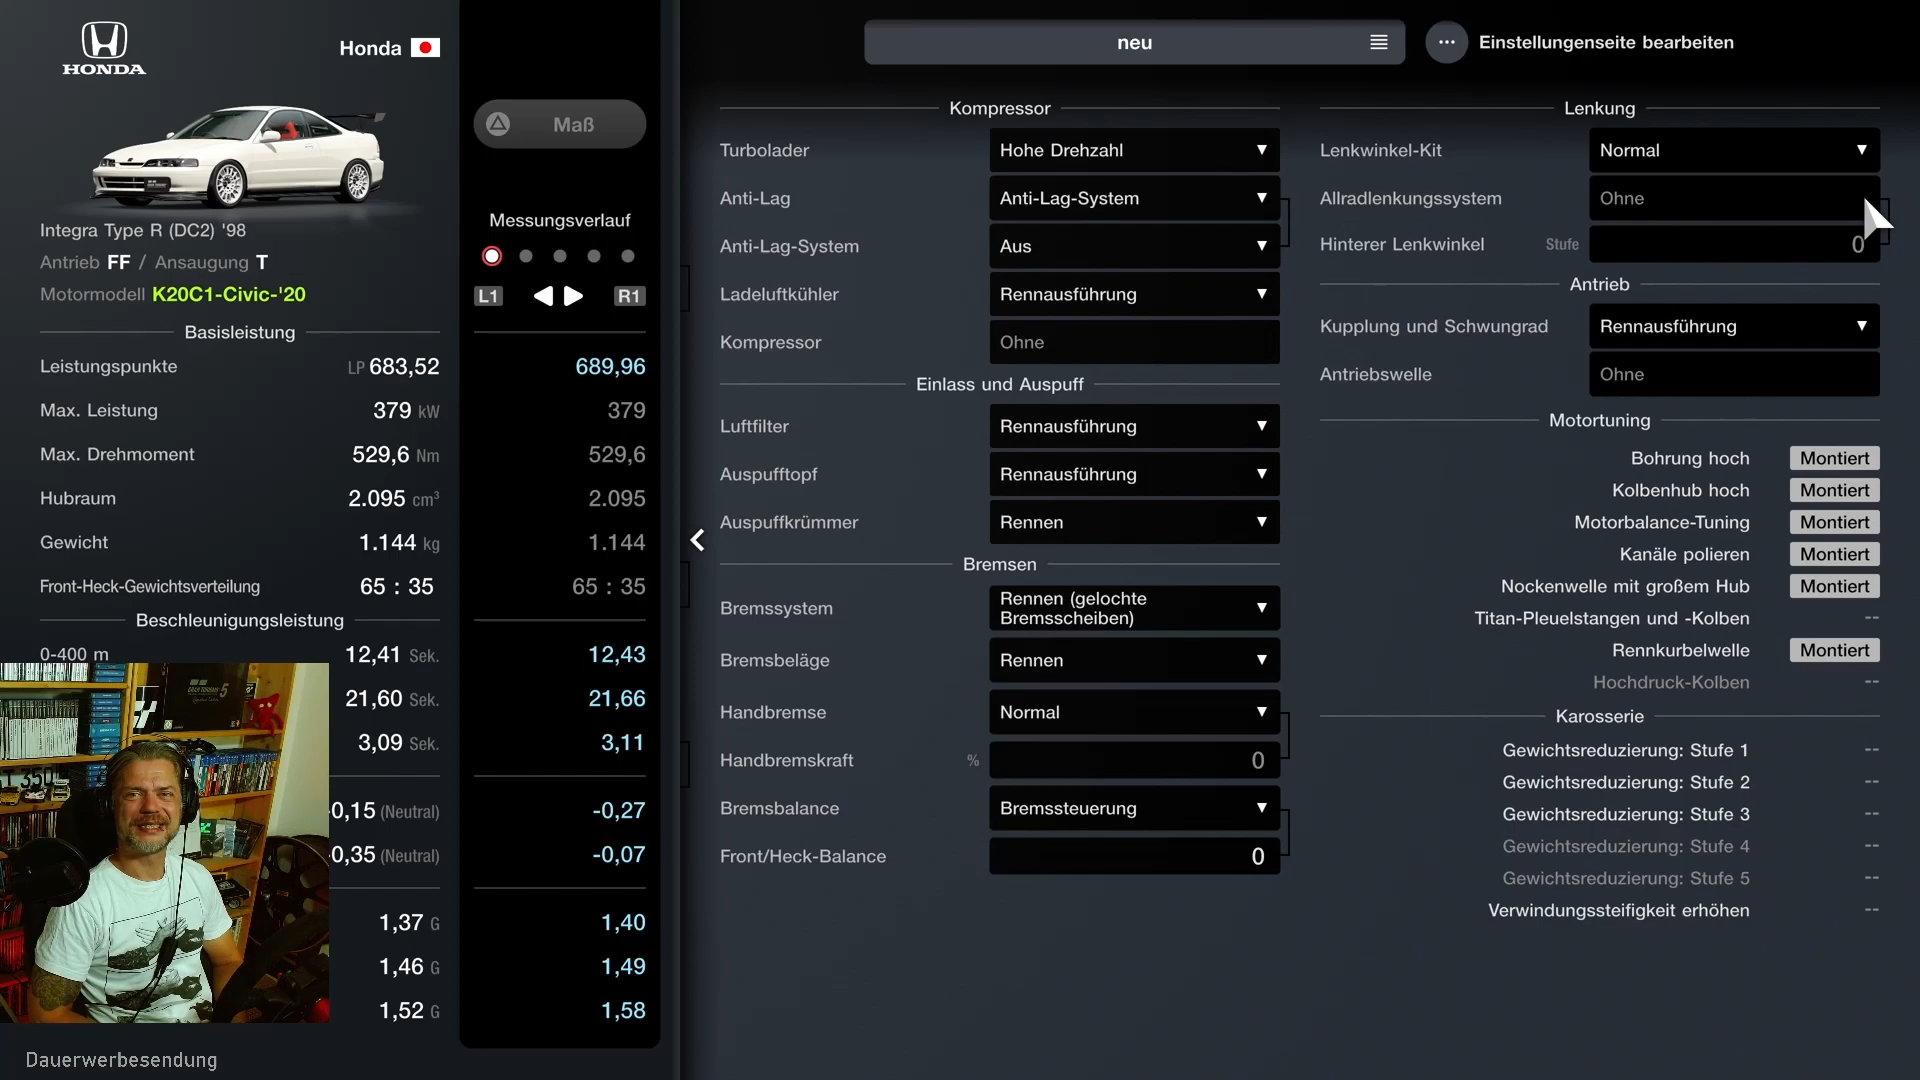 HONDA
Honda
Integra Type R (DC2) '98
Antrieb FF / Ansaugung T
Motormodell K20C1-Civic-'20
Basisleistung
Leistungspunkte LP 683,52
Max. Leistung 379 kW
Max. Drehmoment 529,6 Nm
Hubraum 2.095 cm³
Gewicht 1.144 kg
Front-Heck-Gewichtsverteilung 65 : 35
Beschleunigungsleistung
0-400 m 12,41 Sek.
21,60 Sek.
3,09 Sek.
0,15 (Neutral)
0,35 (Neutral)
1,37 G
1,46 G
1,52 G
Dauerwerbesendung
Maß
Messungsverlauf
L1 R1
689,96
379
529,6
2.095
1.144
65 : 35
12,43
21,66
3,11
-0,27
-0,07
1,40
1,49
1,58
neu
Einstellungenseite bearbeiten
Kompressor
Turbolader Hohe Drehzahl
Anti-Lag Anti-Lag-System
Anti-Lag-System Aus
Ladeluftkühler Rennausführung
Kompressor Ohne
Einlass und Auspuff
Luftfilter Rennausführung
Auspufftopf Rennausführung
Auspuffkrümmer Rennen
Bremsen
Bremssystem Rennen (gelochte
Bremsscheiben)
Bremsbeläge Rennen
Handbremse Normal
Handbremskraft % 0
Bremsbalance Bremssteuerung
Front/Heck-Balance 0
Lenkung
Lenkwinkel-Kit Normal
Allradlenkungssystem Ohne
Hinterer Lenkwinkel Stufe 0
Antrieb
Kupplung und Schwungrad Rennausführung
Antriebswelle Ohne
Motortuning
Bohrung hoch Montiert
Kolbenhub hoch Montiert
Motorbalance-Tuning Montiert
Kanäle polieren Montiert
Nockenwelle mit großem Hub Montiert
Titan-Pleuelstangen und -Kolben --
Rennkurbelwelle Montiert
Hochdruck-Kolben --
Karosserie
Gewichtsreduzierung: Stufe 1 --
Gewichtsreduzierung: Stufe 2 --
Gewichtsreduzierung: Stufe 3 --
Gewichtsreduzierung: Stufe 4 --
Gewichtsreduzierung: Stufe 5 --
Verwindungssteifigkeit erhöhen --